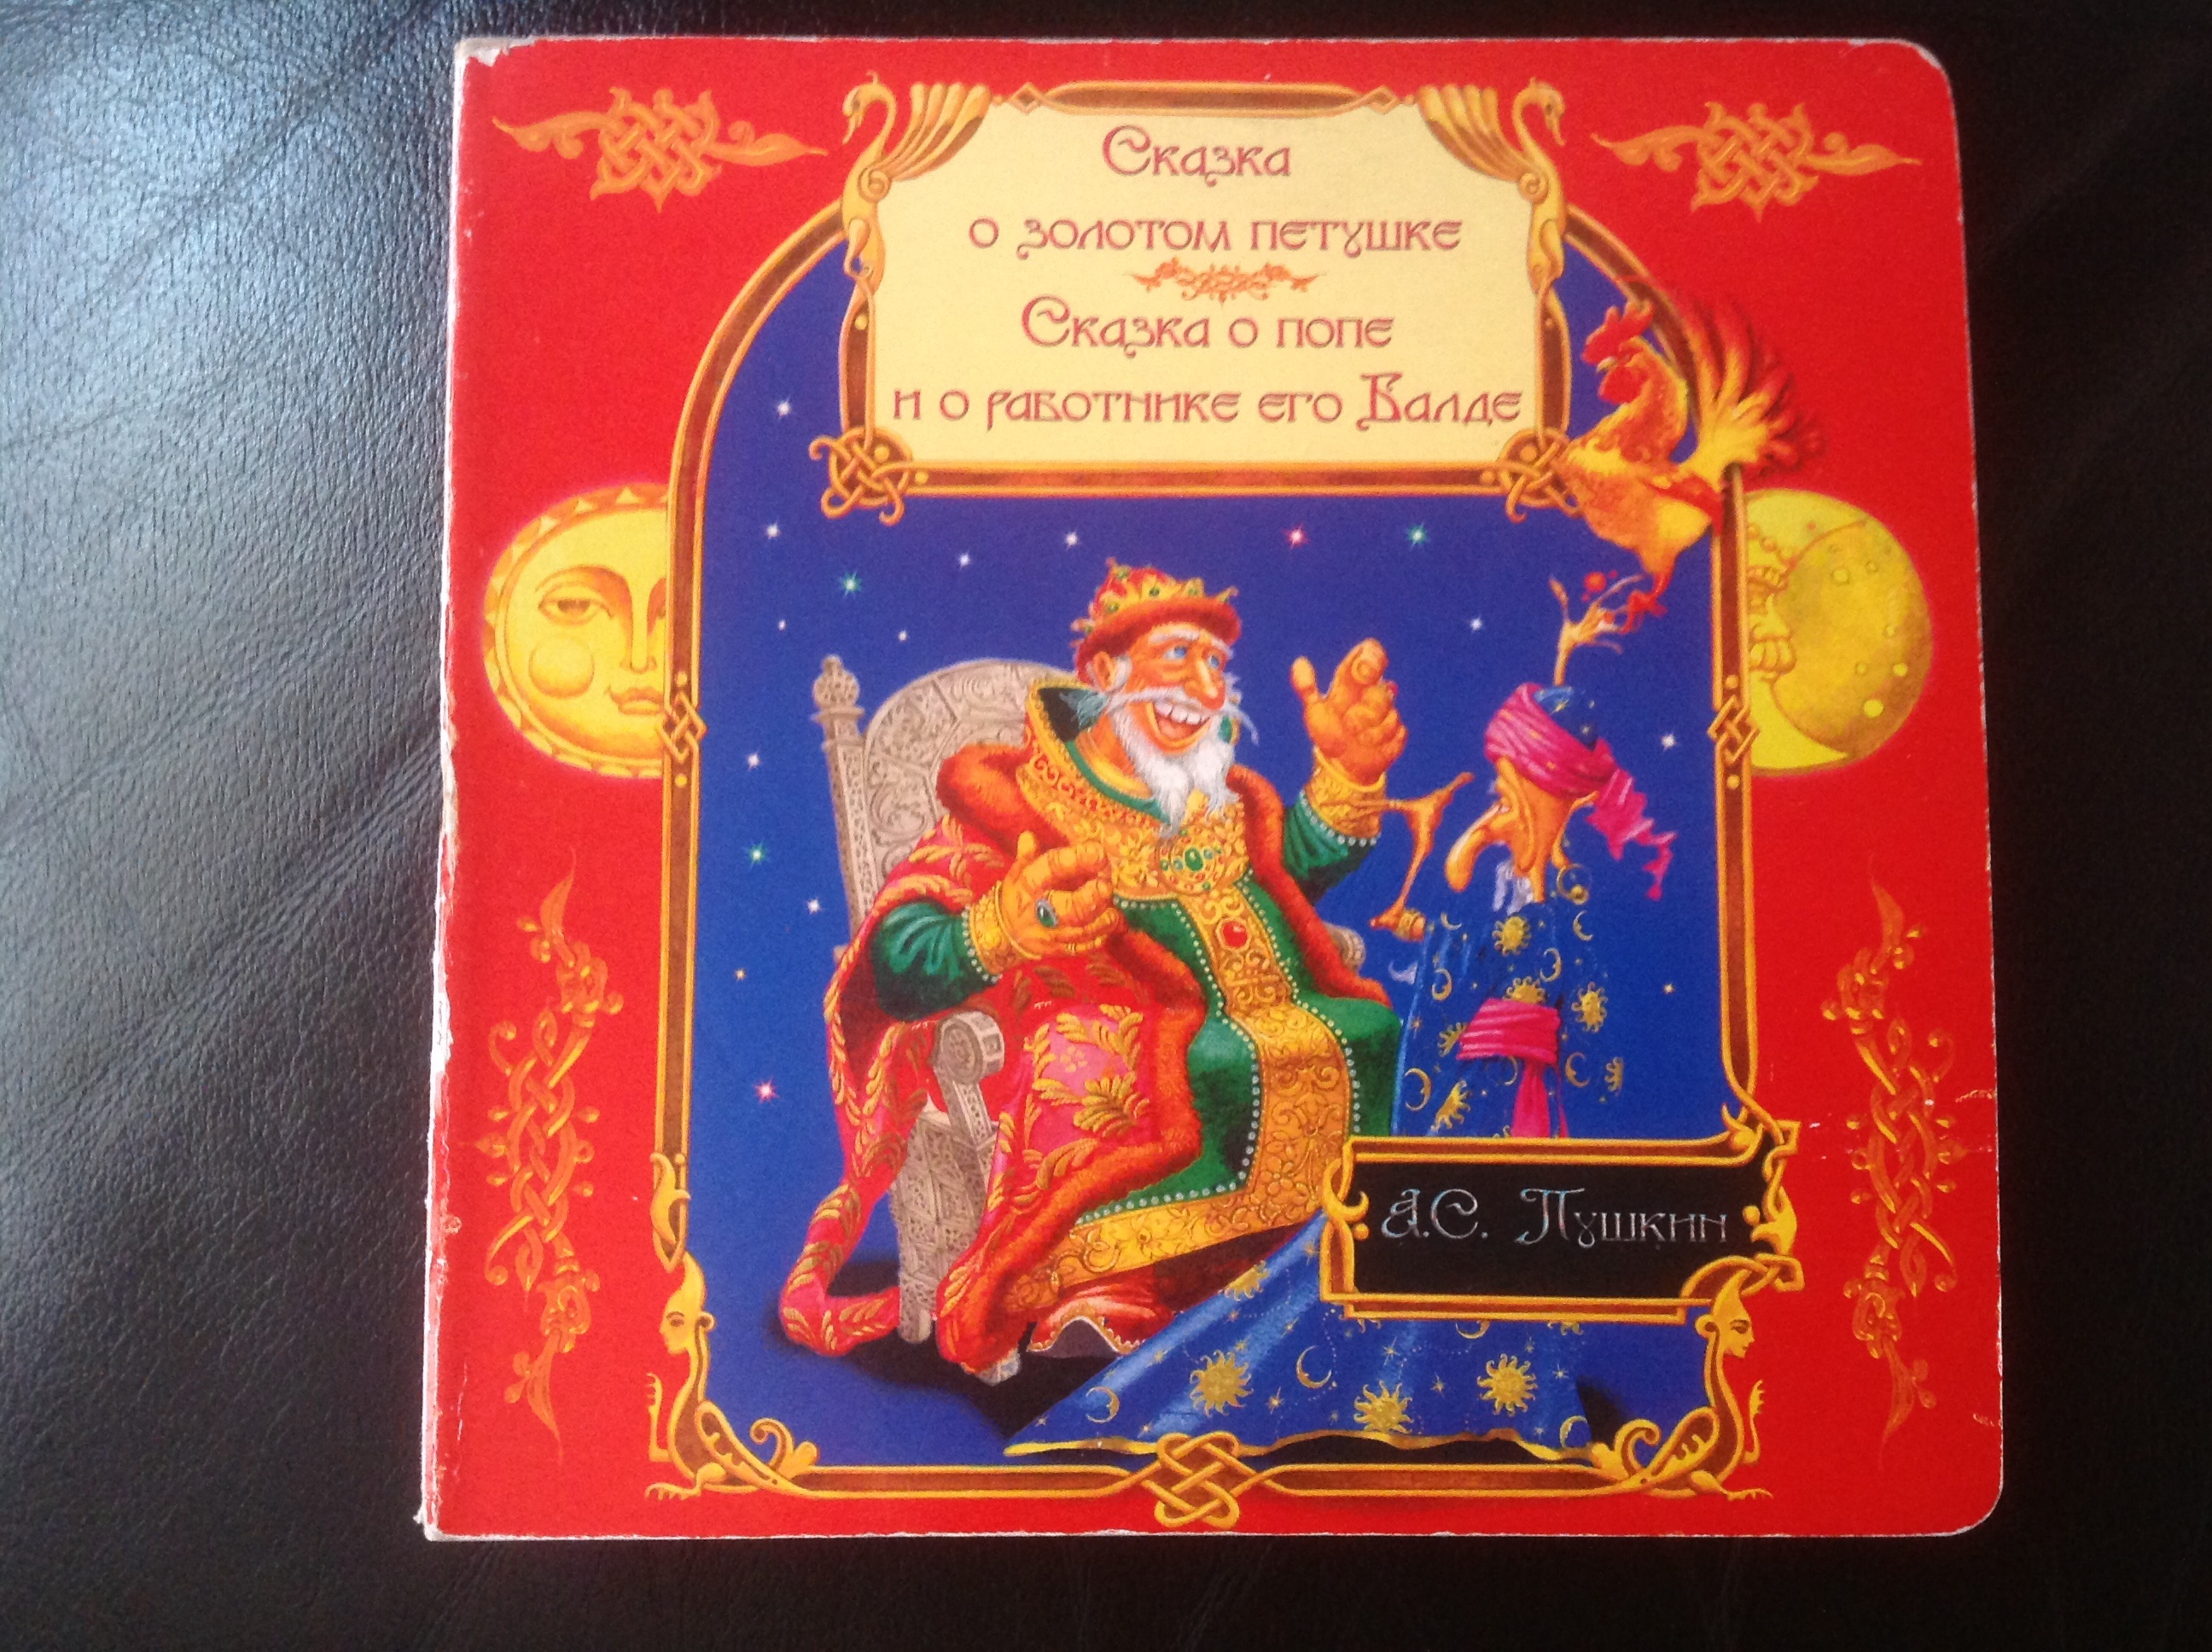 Сказка
о золотом петушке
Сказка о попе
и о работнике его Балде
А.С. Пушкин